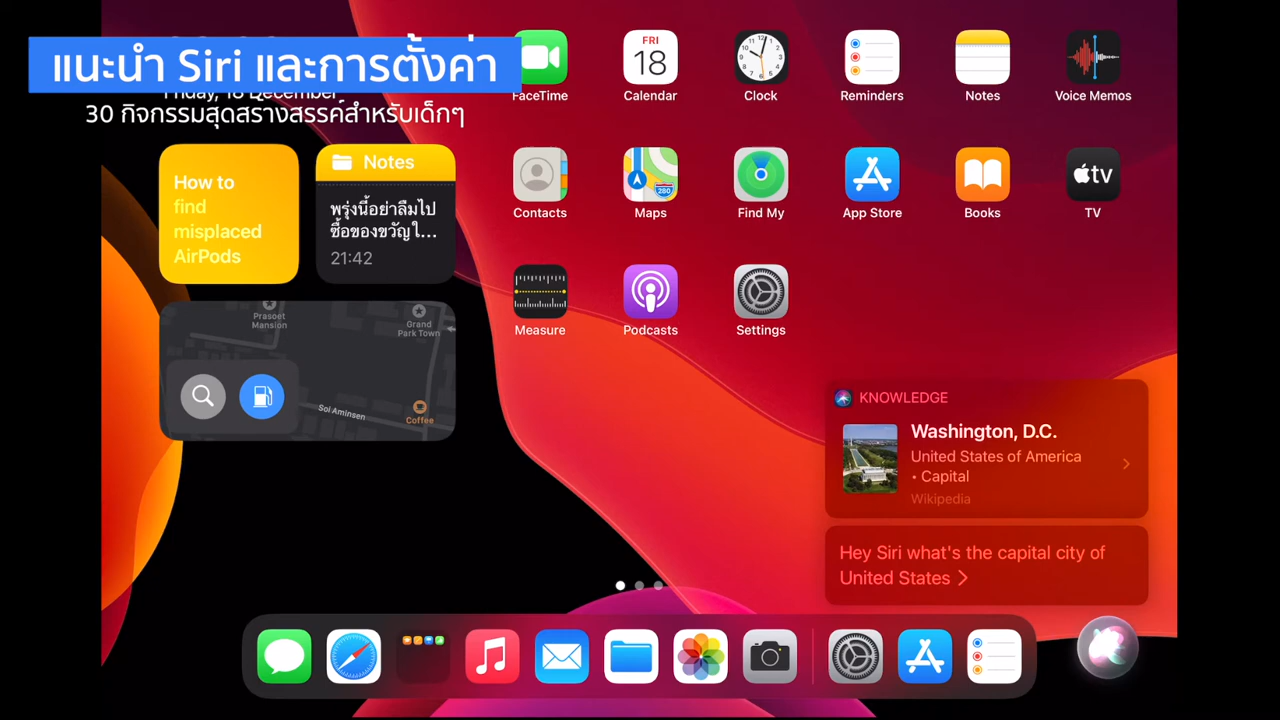 แนะนำ Siri และการตั้งค่า
Friday, 18 December
30 กิจกรรมสุดสร้างสรรค์สำหรับเด็กๆ
How to
find
misplaced
AirPods
Notes
พรุ่งนี้อย่าลืมไป
ซื้อของขวัญใ...
21:42
Prasoet
Mansion
Grand
Park Town
Soi Aminsen
Coffee
FaceTime
FRI
18
Calendar
Clock
Reminders
Notes
Voice Memos
Contacts
280
Maps
Find My
App Store
Books
tv
TV
Measure
Podcasts
Settings
KNOWLEDGE
Washington, D.C.
United States of America
• Capital
Wikipedia
Hey Siri what's the capital city of
United States >